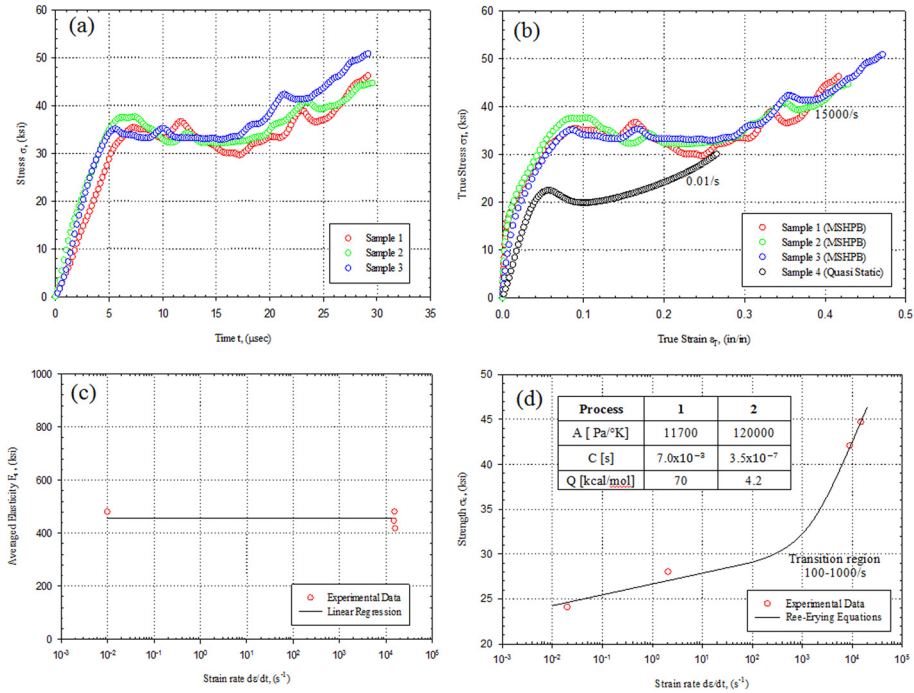 (a)
60
50
40
30
20
10
0
0 5 10 15 20 25 30 35
Stress σ, (ksi)
Time t, (μsec)
Sample 1
Sample 2
Sample 3
(b)
60
50
40
30
20
10
0
0.0 0.1 0.2 0.3 0.4 0.5
True Stress σT, (ksi)
True Strain εT, (in/in)
15000/s
0.01/s
Sample 1 (MSHPB)
Sample 2 (MSHPB)
Sample 3 (MSHPB)
Sample 4 (Quasi Static)
(c)
1000
800
600
400
200
0
10⁻³ 10⁻² 10⁻¹ 10⁰ 10¹ 10² 10³ 10⁴ 10⁵
Averaged Elasticity E, (ksi)
Strain rate dε/dt, (s⁻¹)
Experimental Data
Linear Regression
(d)
50
45
40
35
30
25
20
10⁻³ 10⁻² 10⁻¹ 10⁰ 10¹ 10² 10³ 10⁴ 10⁵
Strength σ, (ksi)
Strain rate dε/dt, (s⁻¹)
Process 1 2
A [ Pa/°K] 11700 120000
C [s] 7.0x10⁻³ 3.5x10⁻⁷
Q [kcal/mol] 70 4.2
Transition region
100-1000/s
Experimental Data
Ree-Erying Equations